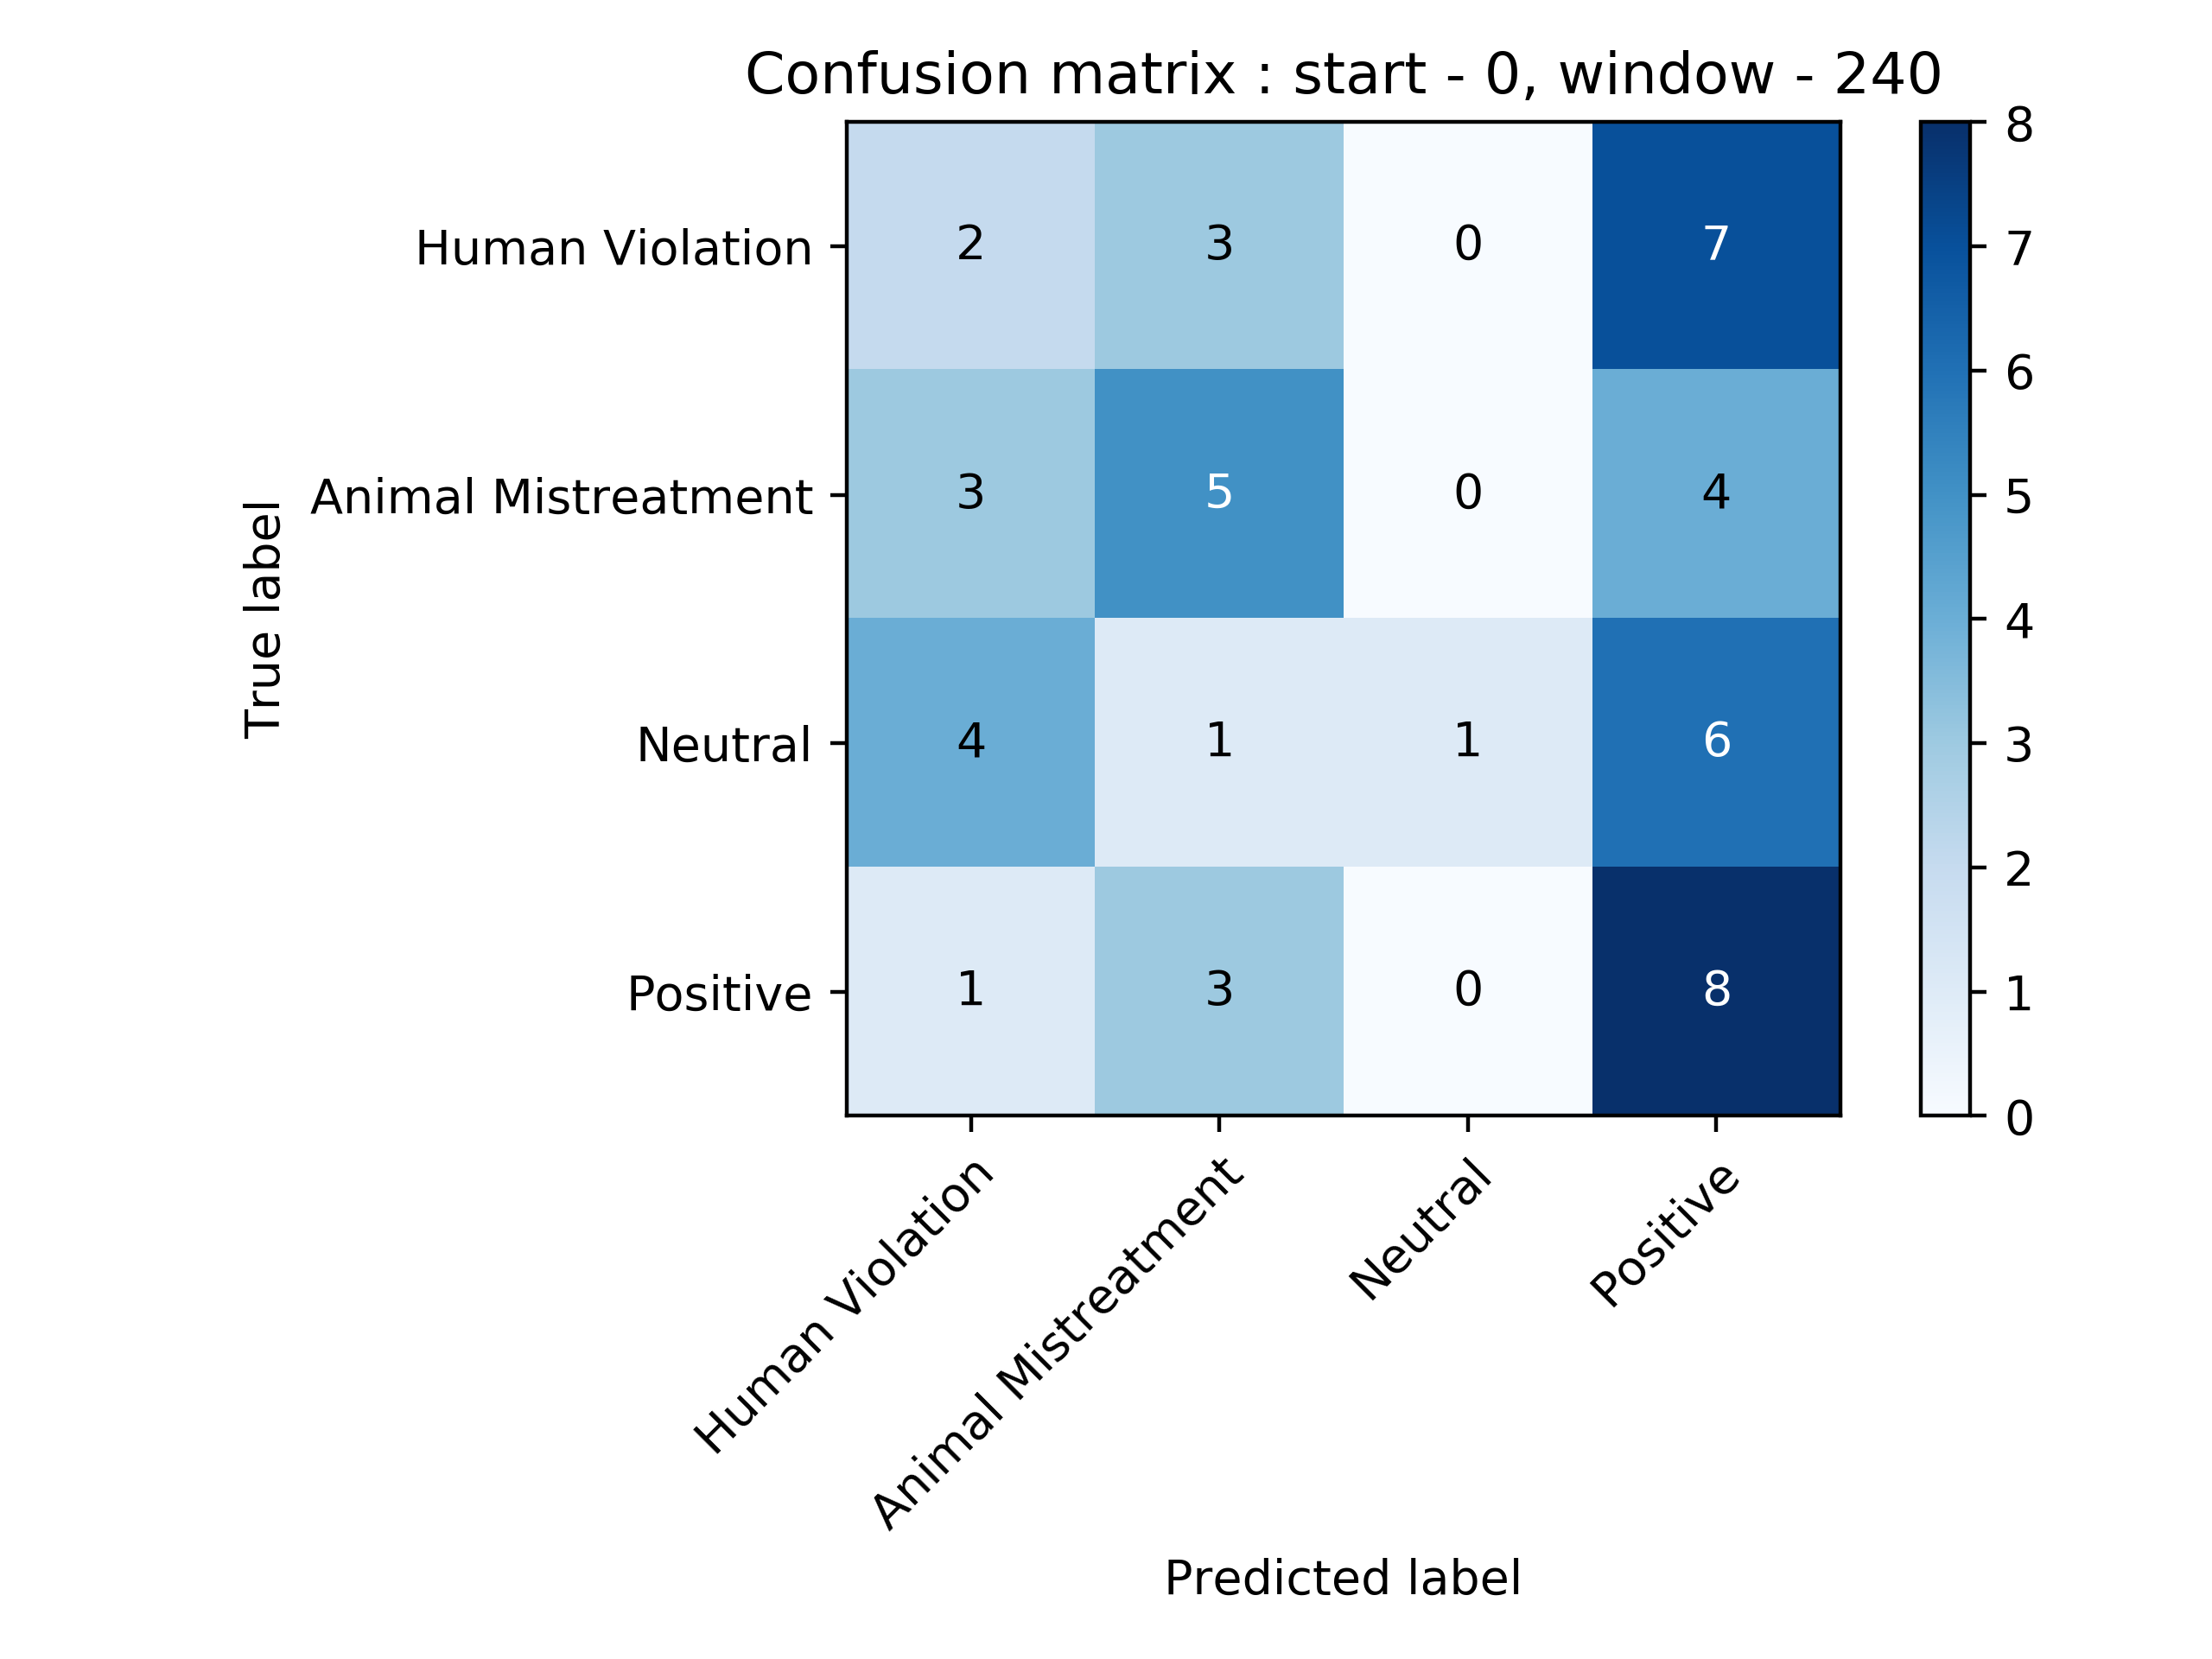 Confusion matrix : start - 0, window - 240
True label
Human Violation
2 3 0 7
Animal Mistreatment
3 5 0 4
Neutral
4 1 1 6
Positive
1 3 0 8
8
7
6
5
4
3
2
1
0
Human Violation
Animal Mistreatment
Neutral
Positive
Predicted label